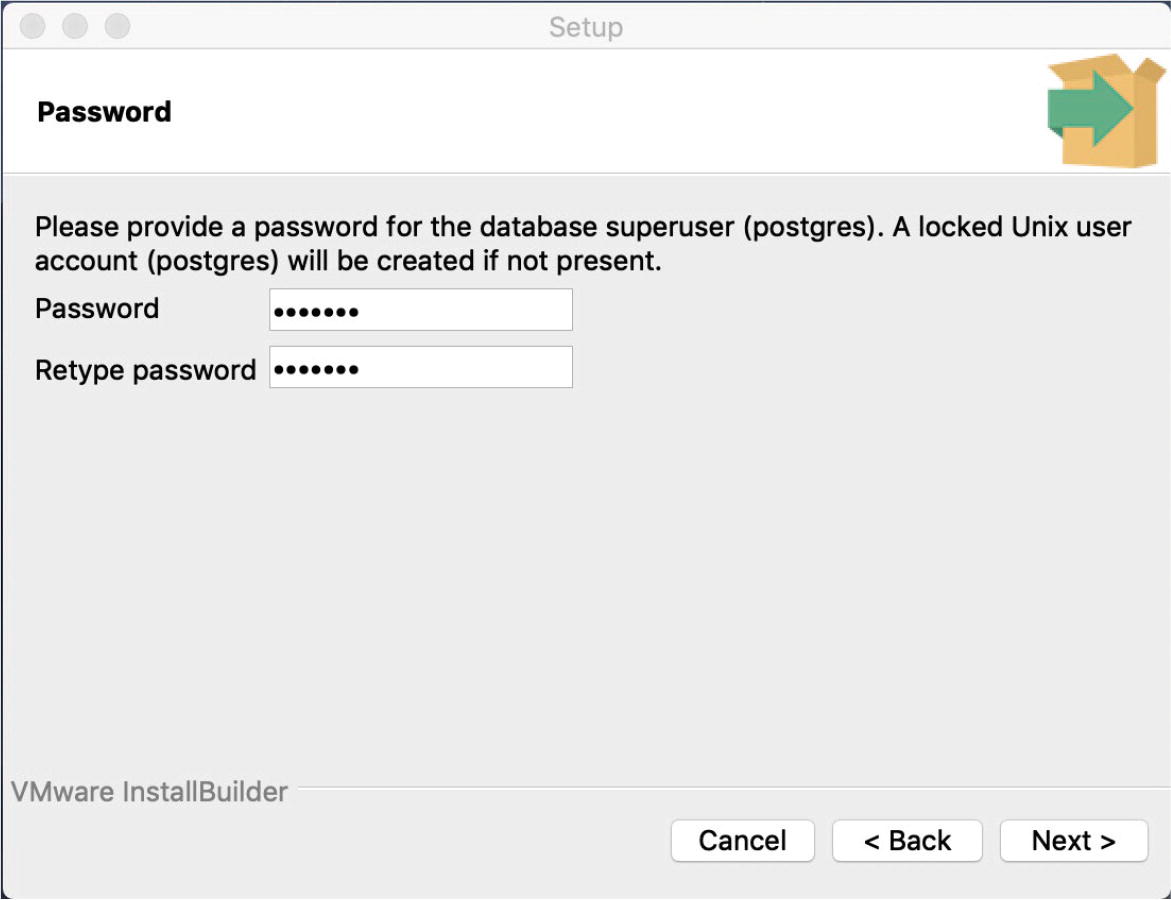 Setup
Password
Please provide a password for the database superuser (postgres). A locked Unix user
account (postgres) will be created if not present.
Password •••••••
Retype password •••••••
VMware InstallBuilder
Cancel < Back Next >